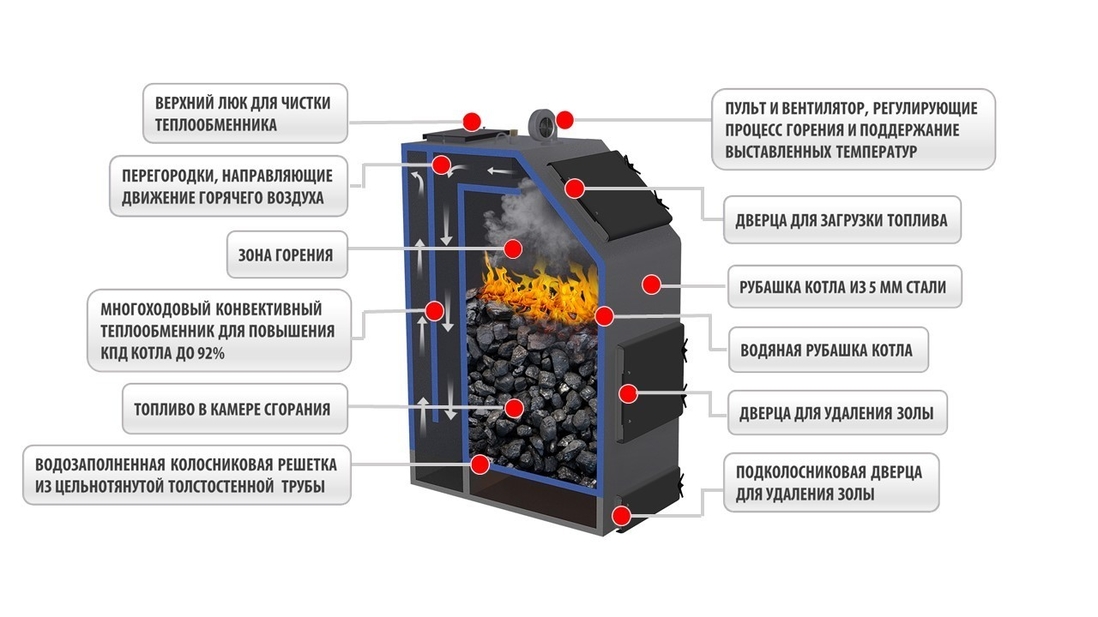 ВЕРХНИЙ ЛЮК ДЛЯ ЧИСТКИ
ТЕПЛООБМЕННИКА
ПЕРЕГОРОДКИ, НАПРАВЛЯЮЩИЕ
ДВИЖЕНИЕ ГОРЯЧЕГО ВОЗДУХА
ЗОНА ГОРЕНИЯ
МНОГОХОДОВЫЙ КОНВЕКТИВНЫЙ
ТЕПЛООБМЕННИК ДЛЯ ПОВЫШЕНИЯ
КПД КОТЛА ДО 92%
ТОПЛИВО В КАМЕРЕ СГОРАНИЯ
ВОДОЗАПОЛНЕННАЯ КОЛОСНИКОВАЯ РЕШЕТКА
ИЗ ЦЕЛЬНОТЯНУТОЙ ТОЛСТОСТЕННОЙ ТРУБЫ
ПУЛЬТ И ВЕНТИЛЯТОР, РЕГУЛИРУЮЩИЕ
ПРОЦЕСС ГОРЕНИЯ И ПОДДЕРЖАНИЕ
ВЫСТАВЛЕННЫХ ТЕМПЕРАТУР
ДВЕРЦА ДЛЯ ЗАГРУЗКИ ТОПЛИВА
РУБАШКА КОТЛА ИЗ 5 ММ СТАЛИ
ВОДЯНАЯ РУБАШКА КОТЛА
ДВЕРЦА ДЛЯ УДАЛЕНИЯ ЗОЛЫ
ПОДКОЛОСНИКОВАЯ ДВЕРЦА
ДЛЯ УДАЛЕНИЯ ЗОЛЫ